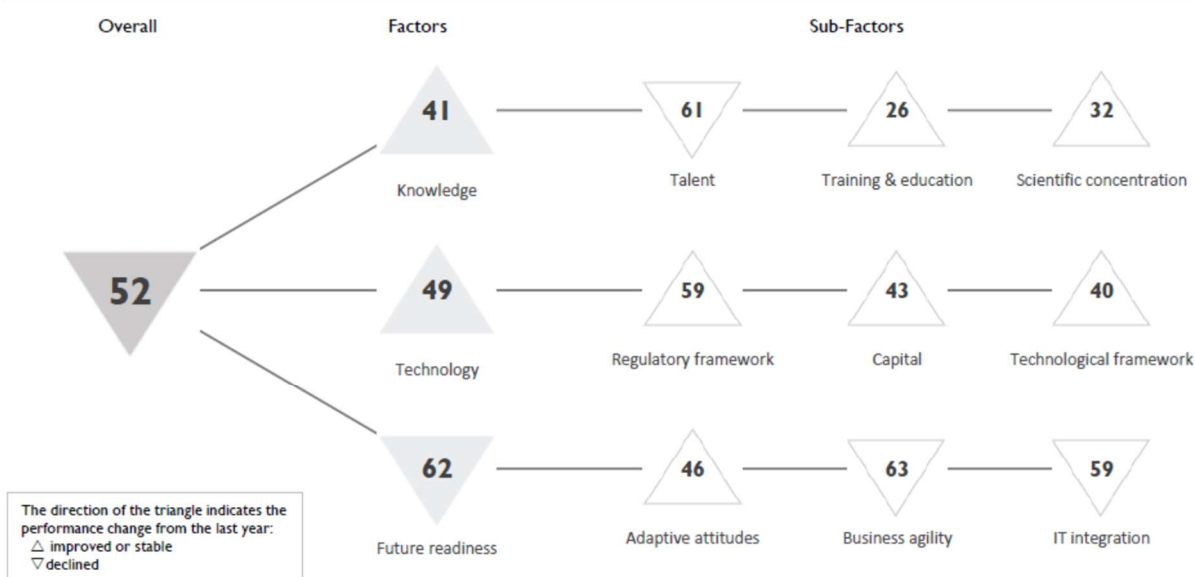 Overall
Factors
Sub-Factors
41
61
26
32
Knowledge
Talent
Training & education
Scientific concentration
52
49
59
43
40
Technology
Regulatory framework
Capital
Technological framework
62
46
63
59
Future readiness
Adaptive attitudes
Business agility
IT integration
The direction of the triangle indicates the
performance change from the last year:
△ improved or stable
▽ declined